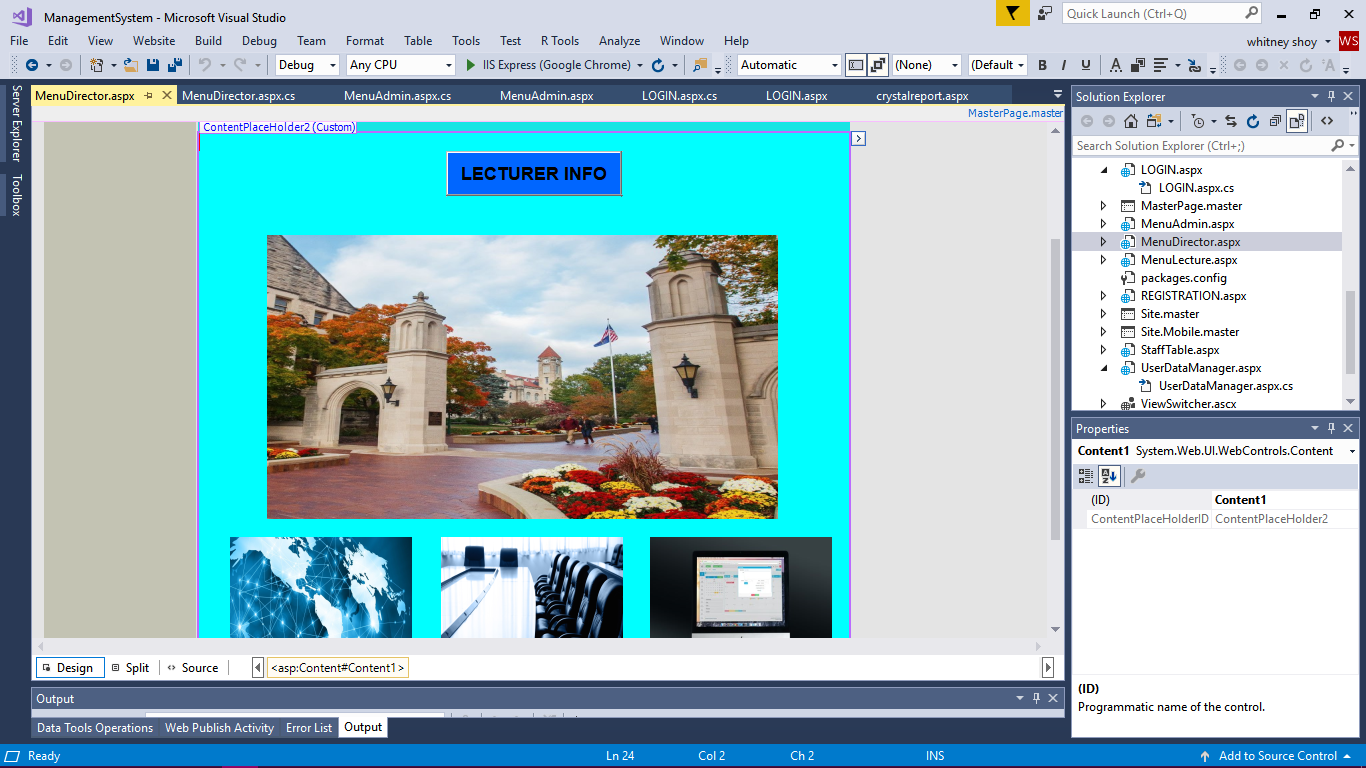 ManagementSystem - Microsoft Visual Studio
Quick Launch (Ctrl+Q)
File Edit View Website Build Debug Team Format Table Tools Test R Tools Analyze Window Help
whitney shoy WS
Debug Any CPU IIS Express (Google Chrome) Automatic (None) (Default B I U A
Server Explorer
Toolbox
MenuDirector.aspx MenuDirector.aspx.cs MenuAdmin.aspx.cs MenuAdmin.aspx LOGIN.aspx.cs LOGIN.aspx crystalreport.aspx
MasterPage.master
ContentPlaceHolder2 (Custom)
LECTURER INFO
Design Split Source <asp:Content#Content1>
Output
Data Tools Operations Web Publish Activity Error List Output
Solution Explorer
Search Solution Explorer (Ctrl+;)
LOGIN.aspx
LOGIN.aspx.cs
MasterPage.master
MenuAdmin.aspx
MenuDirector.aspx
MenuLecture.aspx
packages.config
REGISTRATION.aspx
Site.master
Site.Mobile.master
StaffTable.aspx
UserDataManager.aspx
UserDataManager.aspx.cs
ViewSwitcher.ascx
Properties
Content1 System.Web.UI.WebControls.Content
(ID) Content1
ContentPlaceHolderID ContentPlaceHolder2
(ID)
Programmatic name of the control.
Ready Ln 24 Col 2 Ch 2 INS Add to Source Control